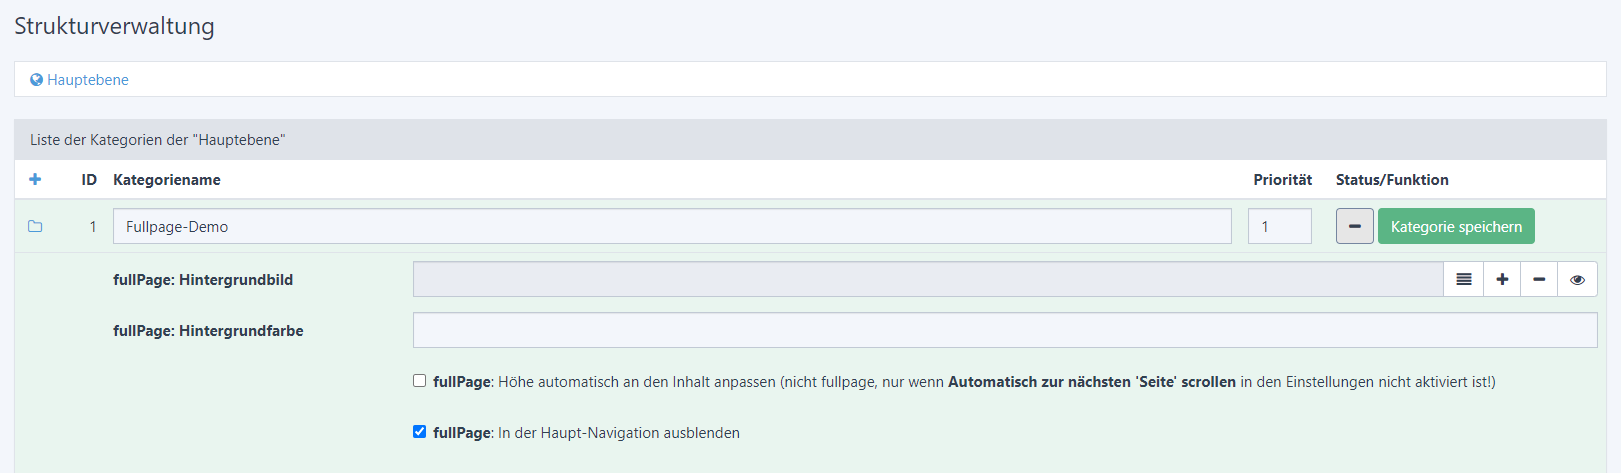 Strukturverwaltung
Hauptebene
Liste der Kategorien der "Hauptebene"
ID Kategoriename Priorität Status/Funktion
1 Fullpage-Demo 1 Kategorie speichern
fullPage: Hintergrundbild
fullPage: Hintergrundfarbe
fullPage: Höhe automatisch an den Inhalt anpassen (nicht fullpage, nur wenn Automatisch zur nächsten 'Seite' scrollen in den Einstellungen nicht aktiviert ist!)
fullPage: In der Haupt-Navigation ausblenden